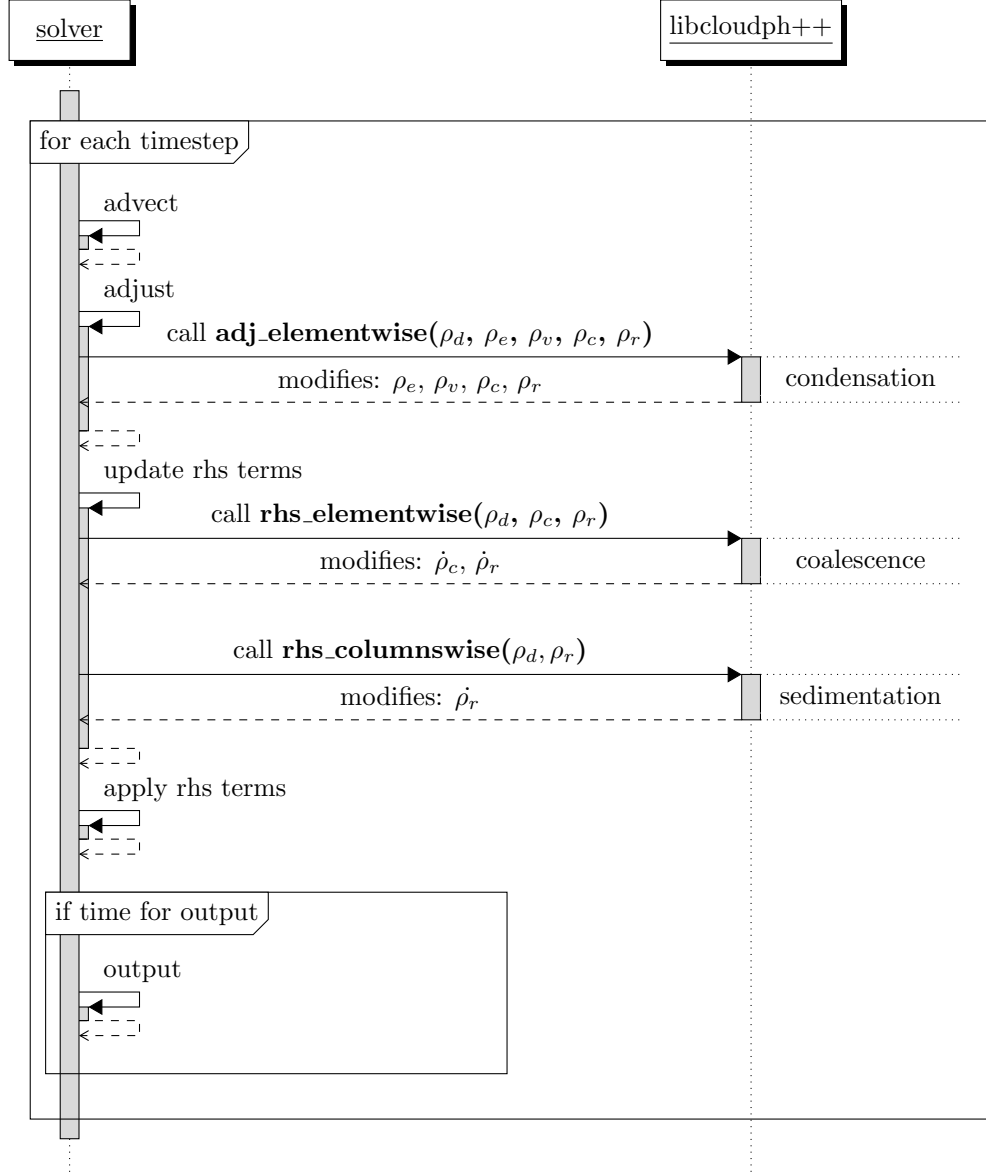 solver
libcloudph++
for each timestep
advect
adjust
call adj_elementwise(ρ_d, ρ_e, ρ_v, ρ_c, ρ_r)
modifies: ρ_e, ρ_v, ρ_c, ρ_r
condensation
update rhs terms
call rhs_elementwise(ρ_d, ρ_c, ρ_r)
modifies: ρ̇_c, ρ̇_r
coalescence
call rhs_columnswise(ρ_d,ρ_r)
modifies: ρ̇_r
sedimentation
apply rhs terms
if time for output
output